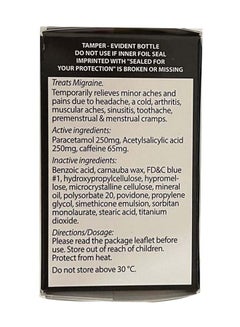 TAMPER - EVIDENT BOTTLE
DO NOT USE IF INNER FOIL SEAL
IMPRINTED WITH "SEALED FOR
YOUR PROTECTION" IS BROKEN OR MISSING
Treats Migraine.
Temporarily relieves minor aches and
pains due to headache, a cold, arthritis,
muscular aches, sinusitis, toothache,
premenstrual & menstrual cramps.
Active ingredients:
Paracetamol 250mg, Acetylsalicylic acid
250mg, caffeine 65mg.
Inactive ingredients:
Benzoic acid, carnauba wax, FD&C blue
#1, hydroxypropylcellulose, hypromel-
lose, microcrystalline cellulose, mineral
oil, polysorbate 20, povidone, propylene
glycol, simethicone emulsion, sorbitan
monolaurate, stearic acid, titanium
dioxide.
Directions/Dosage:
Please read the package leaflet before
use. Store out of reach of children.
Protect from heat.
Do not store above 30 °C.